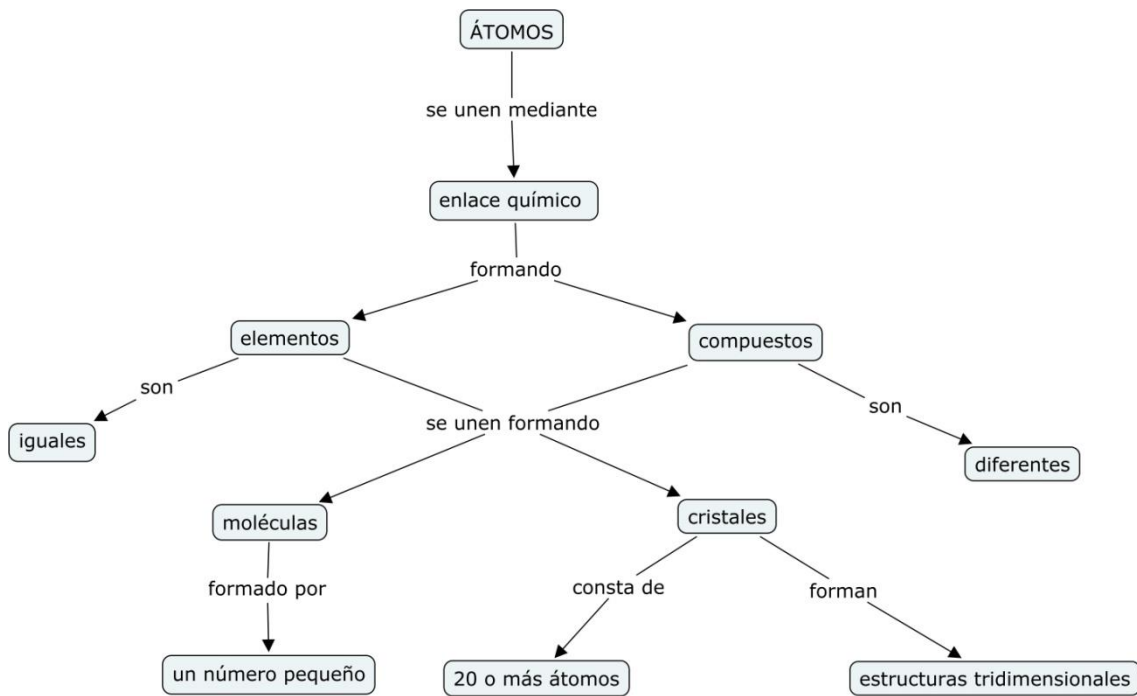 ÁTOMOS
se unen mediante
enlace químico
formando
elementos
compuestos
son
son
iguales
se unen formando
diferentes
moléculas
cristales
formado por
consta de
forman
un número pequeño
20 o más átomos
estructuras tridimensionales